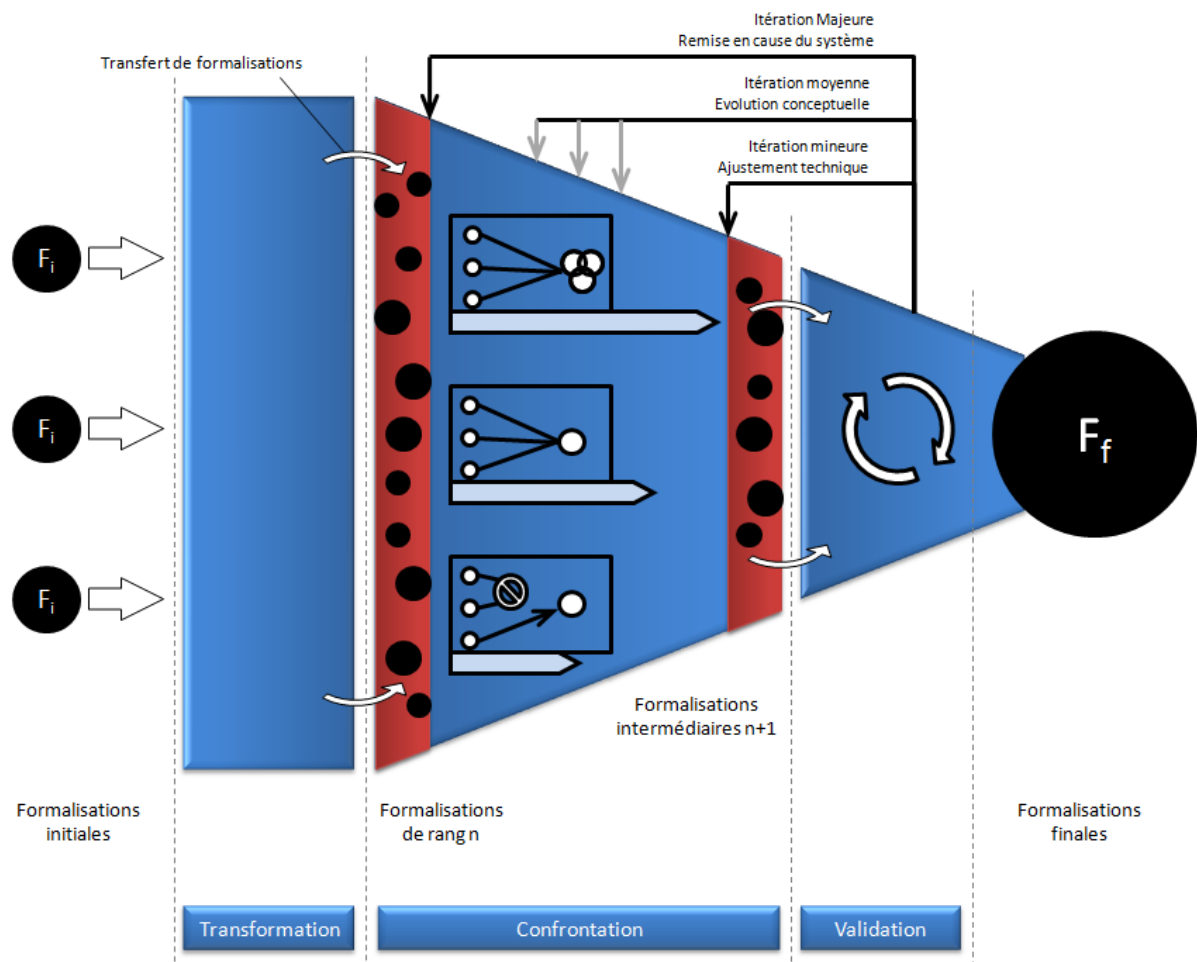 Itération Majeure
Remise en cause du système
Transfert de formalisations
Itération moyenne
Evolution conceptuelle
Itération mineure
Ajustement technique
Fi
Fi
Fi
Ff
Formalisations
intermédiaires n+1
Formalisations
initiales
Formalisations
de rang n
Formalisations
finales
Transformation
Confrontation
Validation